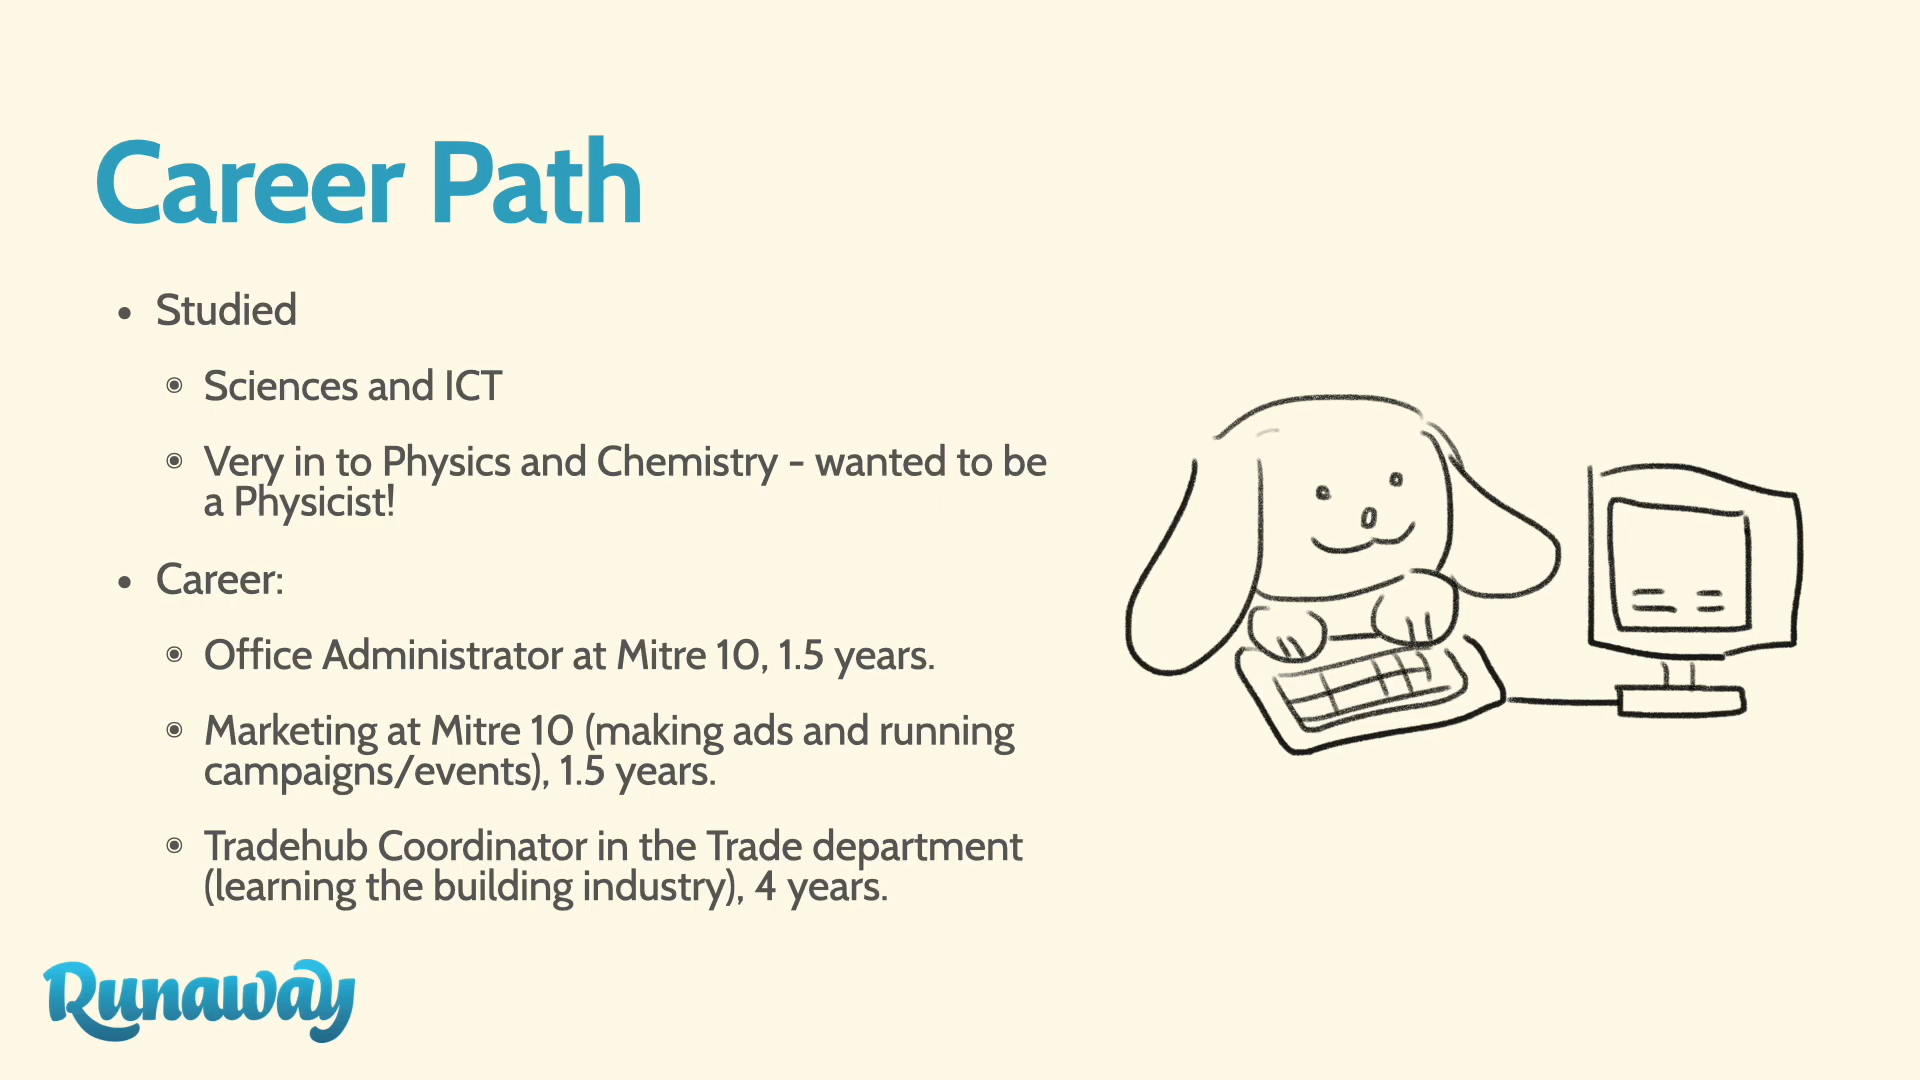 Career Path
• Studied
◉ Sciences and ICT
◉ Very in to Physics and Chemistry - wanted to be
a Physicist!
• Career:
◉ Office Administrator at Mitre 10, 1.5 years.
◉ Marketing at Mitre 10 (making ads and running
campaigns/events), 1.5 years.
◉ Tradehub Coordinator in the Trade department
(learning the building industry), 4 years.
Runaway